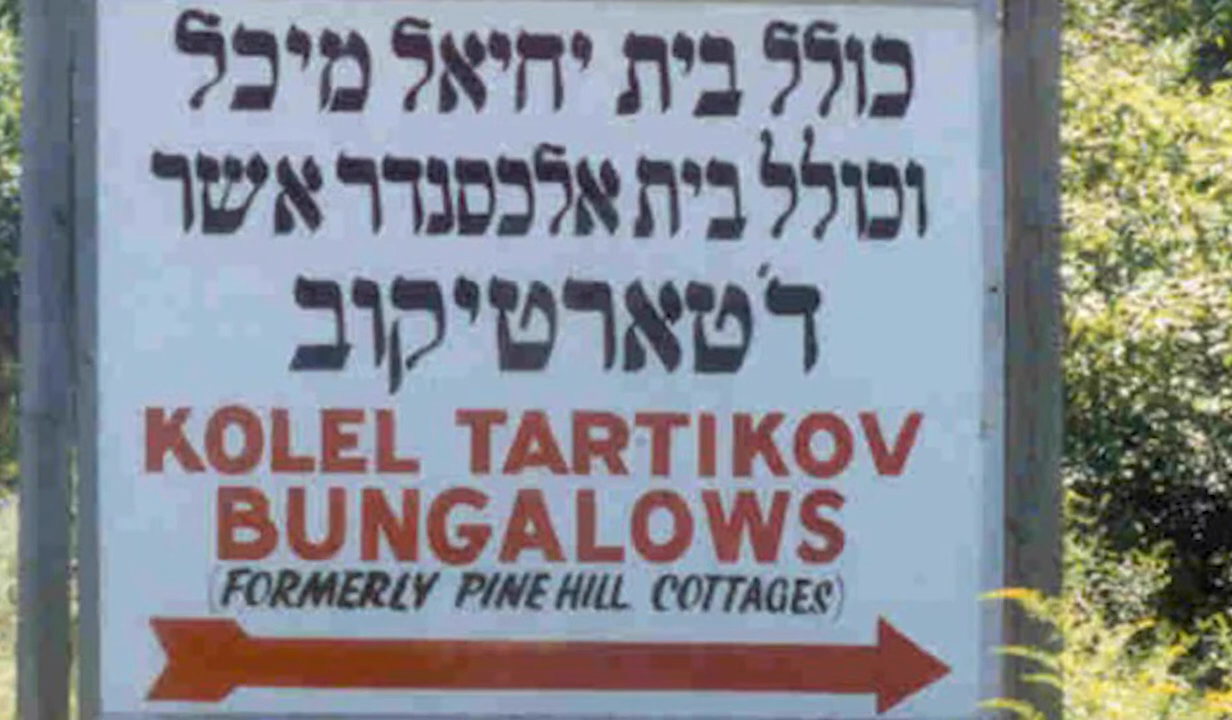 כולל בית יחיאל מיכל
וכולל בית אלכסנדר אשר
ד'טארטיקוב
KOLEL TARTIKOV
BUNGALOWS
(FORMERLY PINE HILL COTTAGES)